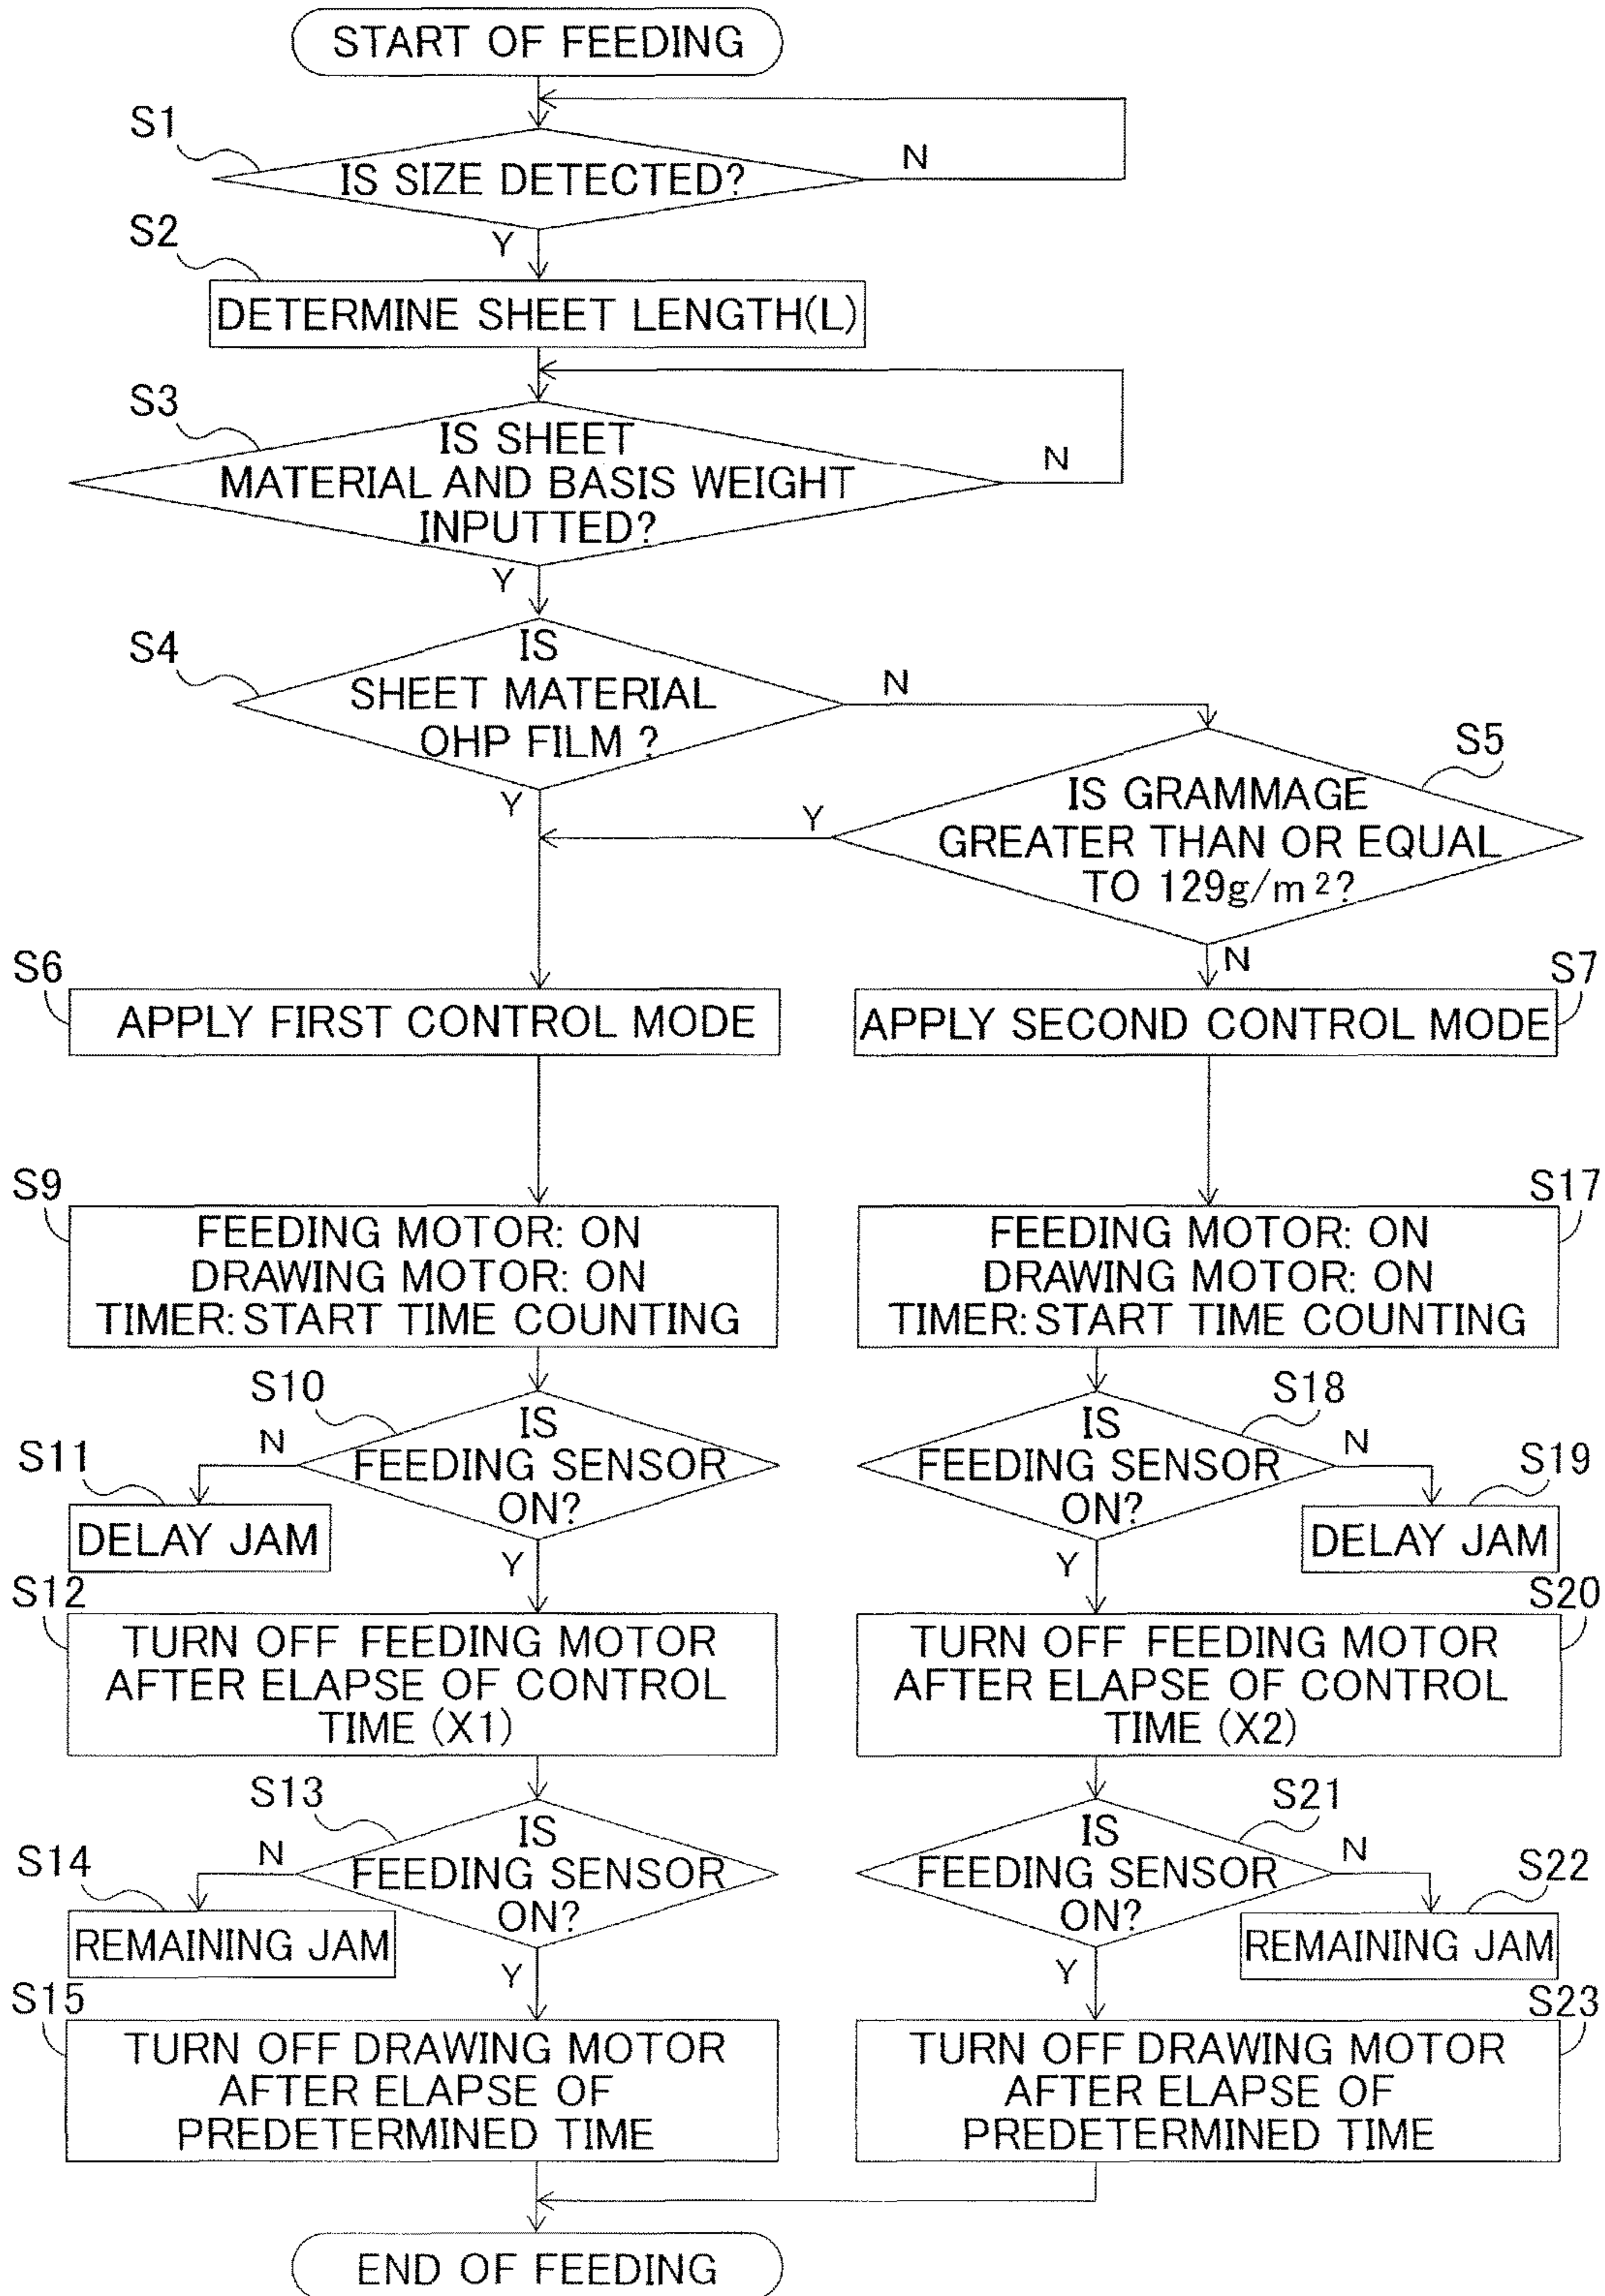 START OF FEEDING
S1
IS SIZE DETECTED?
N
Y
S2
DETERMINE SHEET LENGTH(L)
S3
IS SHEET
MATERIAL AND BASIS WEIGHT
INPUTTED?
N
Y
S4
IS
SHEET MATERIAL
OHP FILM ?
N
Y
S5
IS GRAMMAGE
GREATER THAN OR EQUAL
TO 129g/m²?
Y
N
S6
APPLY FIRST CONTROL MODE
S7
APPLY SECOND CONTROL MODE
S9
FEEDING MOTOR: ON
DRAWING MOTOR: ON
TIMER:START TIME COUNTING
S17
FEEDING MOTOR: ON
DRAWING MOTOR: ON
TIMER:START TIME COUNTING
S10
IS
FEEDING SENSOR
ON?
N
Y
S11
DELAY JAM
S18
IS
FEEDING SENSOR
ON?
N
Y
S19
DELAY JAM
S12
TURN OFF FEEDING MOTOR
AFTER ELAPSE OF CONTROL
TIME (X1)
S20
TURN OFF FEEDING MOTOR
AFTER ELAPSE OF CONTROL
TIME (X2)
S13
IS
FEEDING SENSOR
ON?
N
Y
S14
REMAINING JAM
S21
IS
FEEDING SENSOR
ON?
N
Y
S22
REMAINING JAM
S15
TURN OFF DRAWING MOTOR
AFTER ELAPSE OF
PREDETERMINED TIME
S23
TURN OFF DRAWING MOTOR
AFTER ELAPSE OF
PREDETERMINED TIME
END OF FEEDING